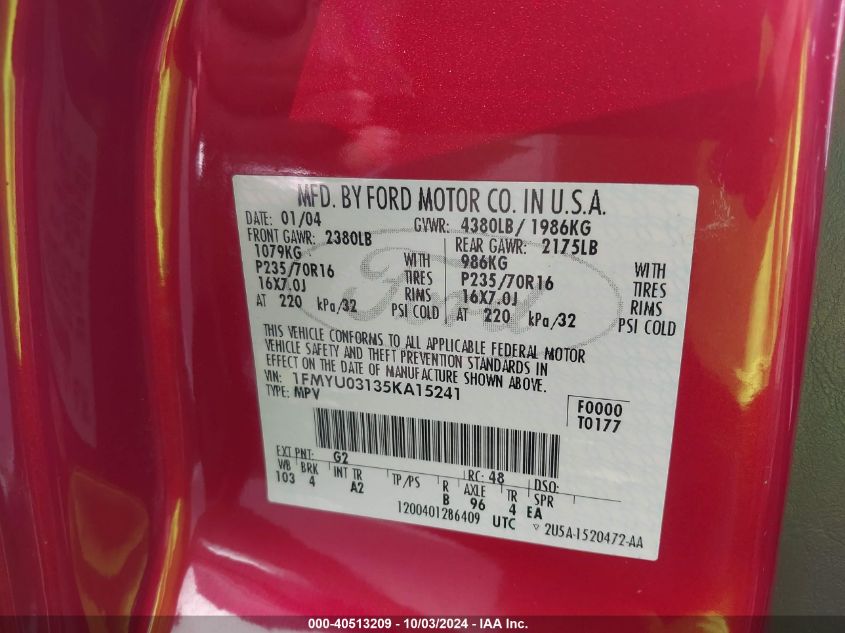 MFD. BY FORD MOTOR CO. IN U.S.A.
DATE: 01/04 GVWR: 4380LB/ 1986KG
FRONT GAWR: 2380LB REAR GAWR: 2175LB
1079KG WITH 986KG WITH
P235/70R16 TIRES P235/70R16 TIRES
16X7.0J RIMS 16X7.0J RIMS
AT 220 kPa/32 PSI COLD AT 220 kPa/32 PSI COLD
Ford
THIS VEHICLE CONFORMS TO ALL APPLICABLE FEDERAL MOTOR
VEHICLE SAFETY AND THEFT PREVENTION STANDARDS IN
EFFECT ON THE DATE OF MANUFACTURE SHOWN ABOVE.
VIN: 1FMYU03135KA15241
TYPE: MPV
F0000
T0177
EXT PNT: G2 RC: 48 DSO:
WB BRK INT TR TP/PS R AXLE TR SPR
103 4 A2 B 96 4 EA
1200401286409 UTC 2U5A-1520472-AA
000-40513209 - 10/03/2024 - IAA Inc.